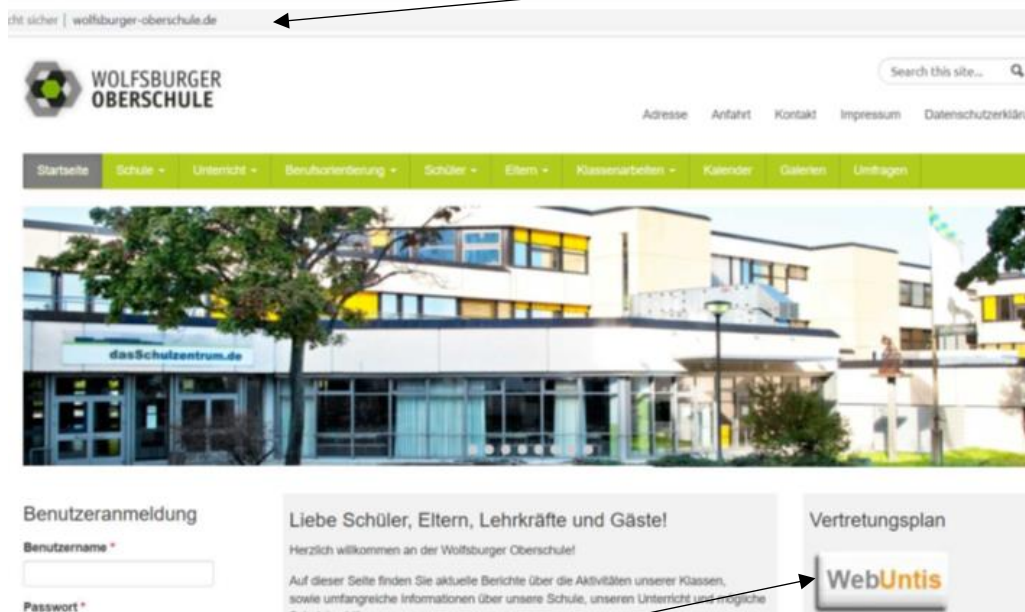 cht sicher | wolfsburger-oberschule.de
WOLFSBURGER
OBERSCHULE
Search this site...
Adresse Anfahrt Kontakt Impressum Datenschutzerklär
Startseite Schule Unterricht Berufsorientierung Schüler Eltern Klassenarbeiten Kalender Galerien Umfragen
dasSchulzentrum.de
Benutzeranmeldung
Benutzername *
Passwort *
Liebe Schüler, Eltern, Lehrkräfte und Gäste!
Herzlich willkommen an der Wolfsburger Oberschule!
Auf dieser Seite finden Sie aktuelle Berichte über die Aktivitäten unserer Klassen,
sowie umfangreiche Informationen über unsere Schule, unseren Unterricht und mögliche
Vertretungsplan
WebUntis